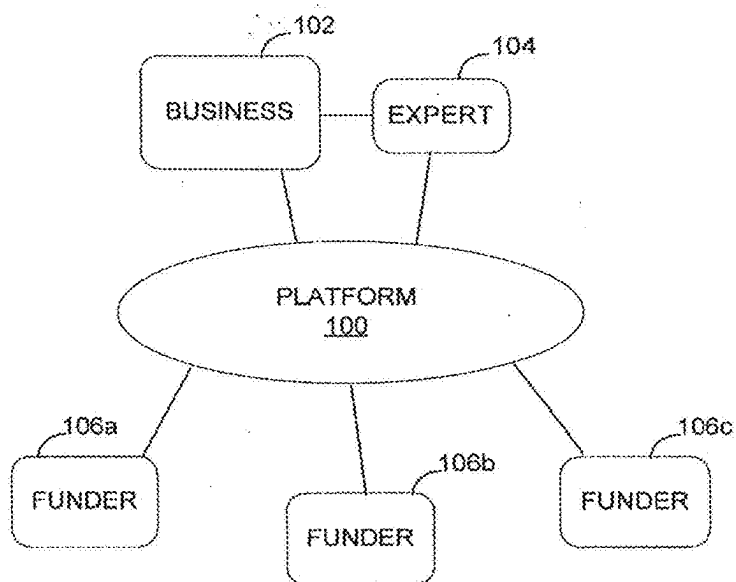 102
104
BUSINESS
EXPERT
PLATFORM
100
106a
106b
106c
FUNDER
FUNDER
FUNDER